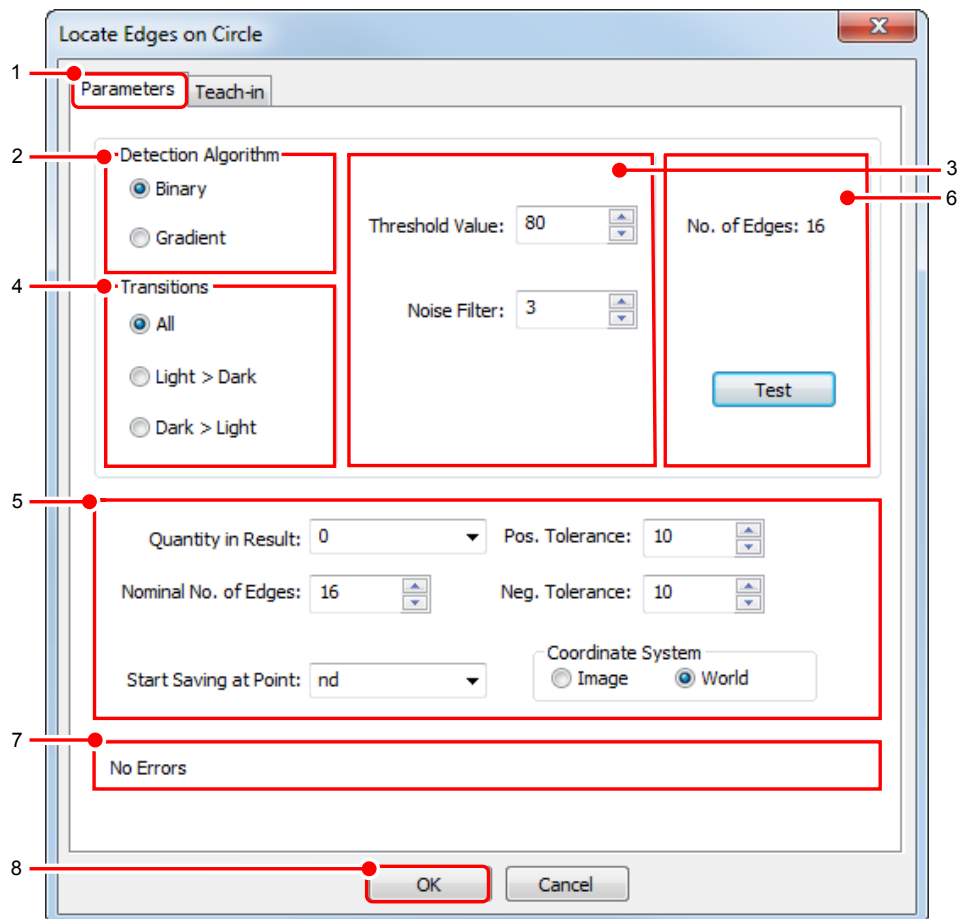 Locate Edges on Circle
X
1
Parameters
Teach-in
2
Detection Algorithm
Binary
Gradient
3
Threshold Value: 80
Noise Filter: 3
6
No. of Edges: 16
Test
4
Transitions
All
Light > Dark
Dark > Light
5
Quantity in Result: 0
Pos. Tolerance: 10
Nominal No. of Edges: 16
Neg. Tolerance: 10
Start Saving at Point: nd
Coordinate System
Image
World
7
No Errors
8
OK
Cancel